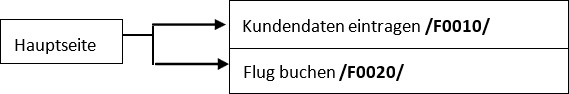 Hauptseite
Kundendaten eintragen /F0010/
Flug buchen /F0020/